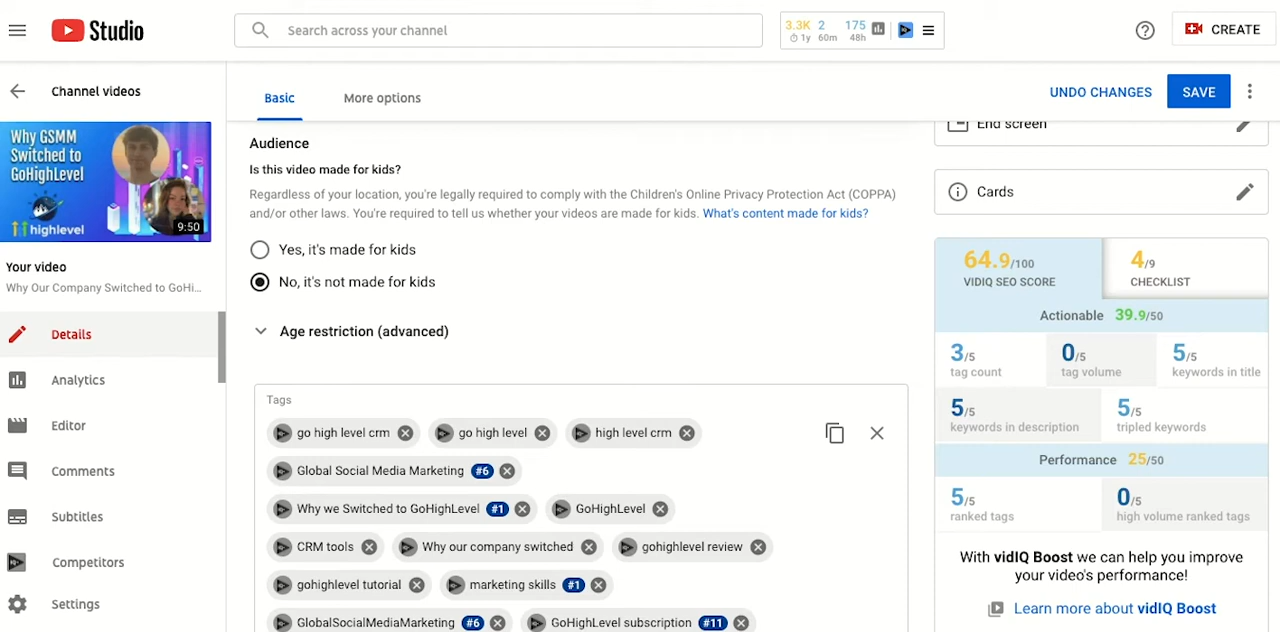 Studio
Search across your channel
3.3K 2 175
1y 60m 48h
CREATE
Channel videos
Basic
More options
UNDO CHANGES
SAVE
Why GSMM
Switched to
GoHighLevel
highlevel
9:50
Your video
Why Our Company Switched to GoHi...
Details
Analytics
Editor
Comments
Subtitles
Competitors
Settings
Audience
Is this video made for kids?
Regardless of your location, you're legally required to comply with the Children's Online Privacy Protection Act (COPPA)
and/or other laws. You're required to tell us whether your videos are made for kids. What's content made for kids?
Yes, it's made for kids
No, it's not made for kids
Age restriction (advanced)
Tags
go high level crm
go high level
high level crm
Global Social Media Marketing #6
Why we Switched to GoHighLevel #1
GoHighLevel
CRM tools
Why our company switched
gohighlevel review
gohighlevel tutorial
marketing skills #1
GlobalSocialMediaMarketing #6
GoHighLevel subscription #11
End screen
Cards
64.9/100
VIDIQ SEO SCORE
4/9
CHECKLIST
Actionable 39.9/50
3/5
tag count
0/5
tag volume
5/5
keywords in title
5/5
keywords in description
5/5
tripled keywords
Performance 25/50
5/5
ranked tags
0/5
high volume ranked tags
With vidIQ Boost we can help you improve
your video's performance!
Learn more about vidIQ Boost